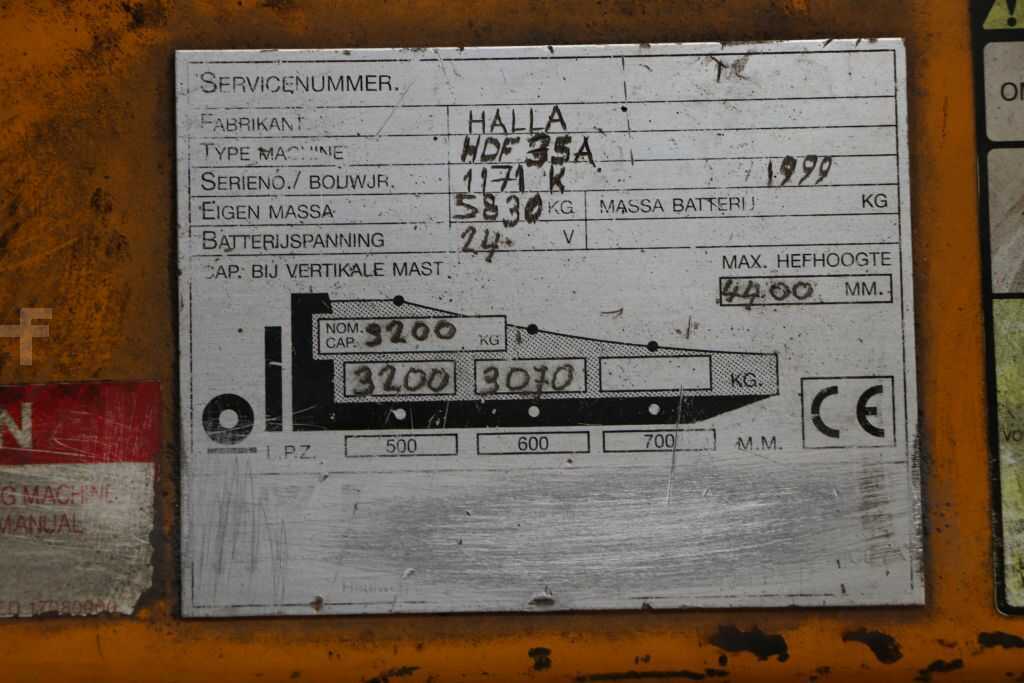 SERVICENUMMER.
FABRIKANT HALLA
TYPE MACHINE HDF 35A
SERIENO./ BOUWJR. 1171 K 1999
EIGEN MASSA 5830 KG MASSA BATTERIJ KG
BATTERIJSPANNING 24 V
CAP. BIJ VERTIKALE MAST MAX. HEFHOOGTE
4400 MM.
NOM. CAP. 3200 KG
3200 3070 KG.
L.P.Z. 500 600 700 M.M.
CE
F
N
G MACHINE
MANUAL
ON